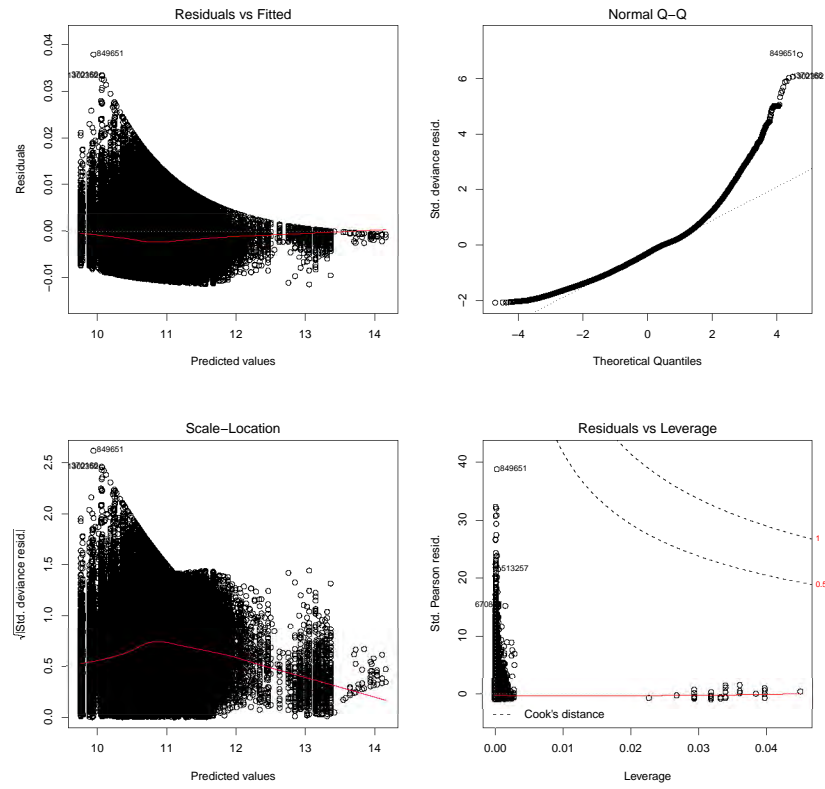 Residuals vs Fitted
0.04
0.03
0.02
0.01
0.00
−0.01
Residuals
849651
10 11 12 13 14
Predicted values
Normal Q−Q
6
4
2
0
−2
Std. deviance resid.
849651
−4 −2 0 2 4
Theoretical Quantiles
Scale−Location
2.5
2.0
1.5
1.0
0.5
0.0
√|Std. deviance resid.|
849651
10 11 12 13 14
Predicted values
Residuals vs Leverage
40
30
20
10
0
Std. Pearson resid.
849651
513257
1
0.5
Cook's distance
0.00 0.01 0.02 0.03 0.04
Leverage